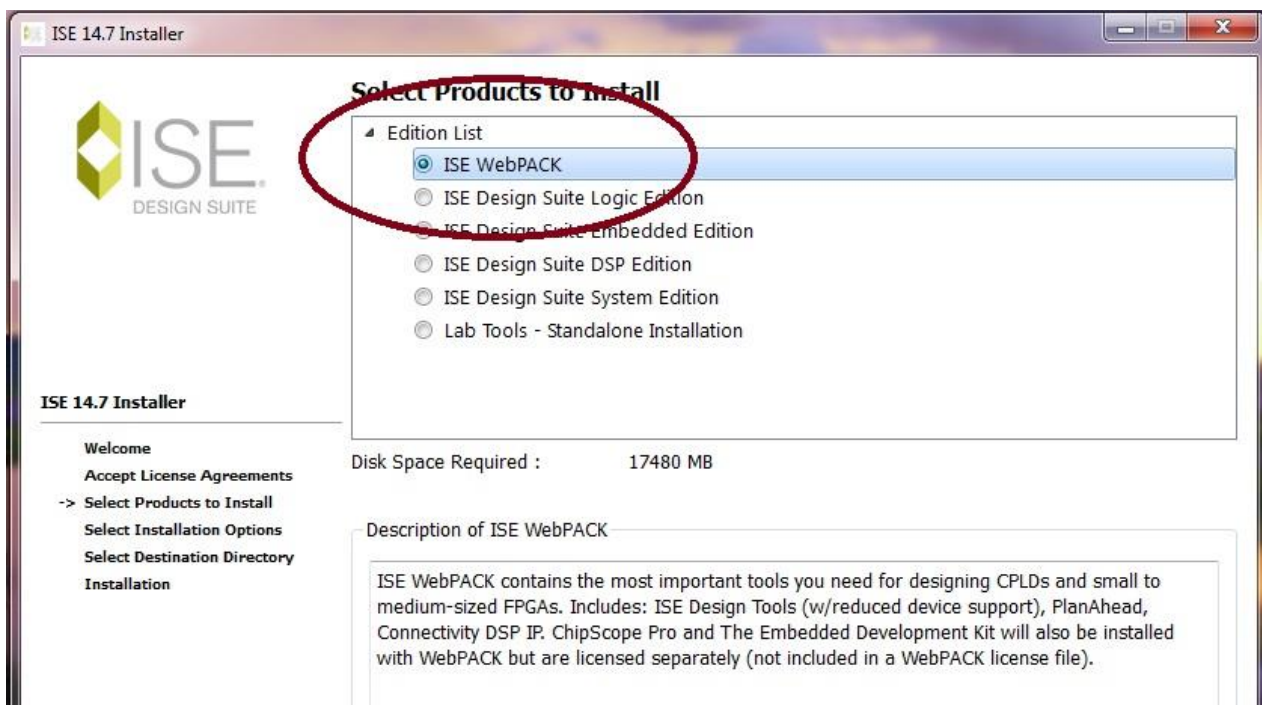 ISE 14.7 Installer
ISE.
DESIGN SUITE
Select Products to Install
Edition List
ISE WebPACK
ISE Design Suite Logic Edition
ISE Design Suite Embedded Edition
ISE Design Suite DSP Edition
ISE Design Suite System Edition
Lab Tools - Standalone Installation
ISE 14.7 Installer
Welcome
Accept License Agreements
-> Select Products to Install
Select Installation Options
Select Destination Directory
Installation
Disk Space Required : 17480 MB
Description of ISE WebPACK
ISE WebPACK contains the most important tools you need for designing CPLDs and small to
medium-sized FPGAs. Includes: ISE Design Tools (w/reduced device support), PlanAhead,
Connectivity DSP IP. ChipScope Pro and The Embedded Development Kit will also be installed
with WebPACK but are licensed separately (not included in a WebPACK license file).